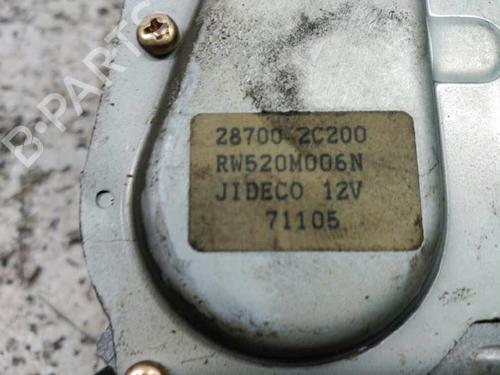 B-Parts
28700 2C200
RW520M006N
JIDECO 12V
71105